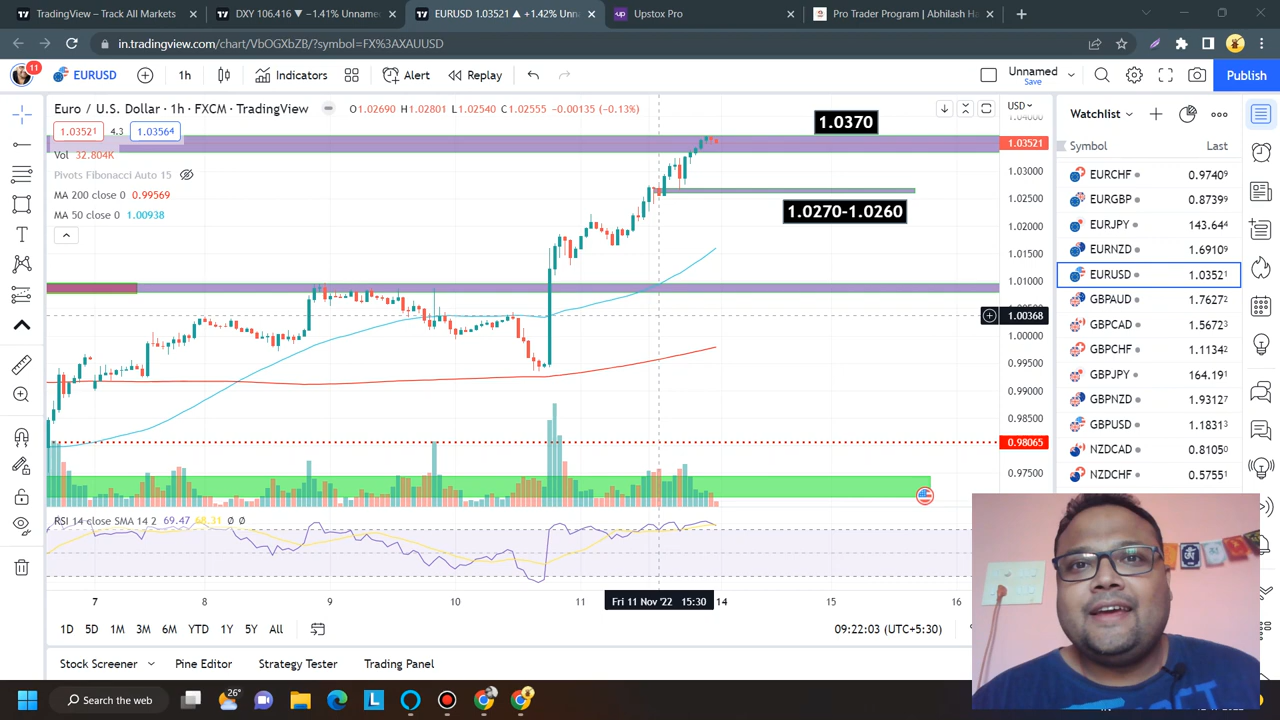 TradingView — Track All Markets
DXY 106.416 ▼ −1.41% Unname
EURUSD 1.03521 ▲ +1.42% Unn
Upstox Pro
Pro Trader Program | Abhilash Ha
in.tradingview.com/chart/VbOGXbZB/?symbol=FX%3AXAUUSD
11
EURUSD
1h
Indicators
Alert
Replay
Unnamed
Save
Publish
Euro / U.S. Dollar · 1h · FXCM · TradingView
O1.02690 H1.02801 L1.02540 C1.02555 −0.00135 (−0.13%)
USD
1.03521
4.3
1.03564
Vol 32.804K
Pivots Fibonacci Auto 15
MA 200 close 0 0.99569
MA 50 close 0 1.00938
1.0370
1.0270-1.0260
1.04000
1.03521
1.03000
1.02500
1.02000
1.01500
1.01000
1.00368
1.00000
0.99500
0.99000
0.98500
0.98065
0.97500
RSI 14 close SMA 14 2 69.47 68.31 Ø Ø
7
8
9
10
11
Fri 11 Nov '22 15:30
14
15
16
1D
5D
1M
3M
6M
YTD
1Y
5Y
All
09:22:03 (UTC+5:30)
Stock Screener
Pine Editor
Strategy Tester
Trading Panel
Watchlist
Symbol
Last
EURCHF 0.97409
EURGBP 0.87399
EURJPY 143.644
EURNZD 1.69109
EURUSD 1.03521
GBPAUD 1.76272
GBPCAD 1.56723
GBPCHF 1.11342
GBPJPY 164.191
GBPNZD 1.93127
GBPUSD 1.18313
NZDCAD 0.81050
NZDCHF 0.57551
26°
Search the web